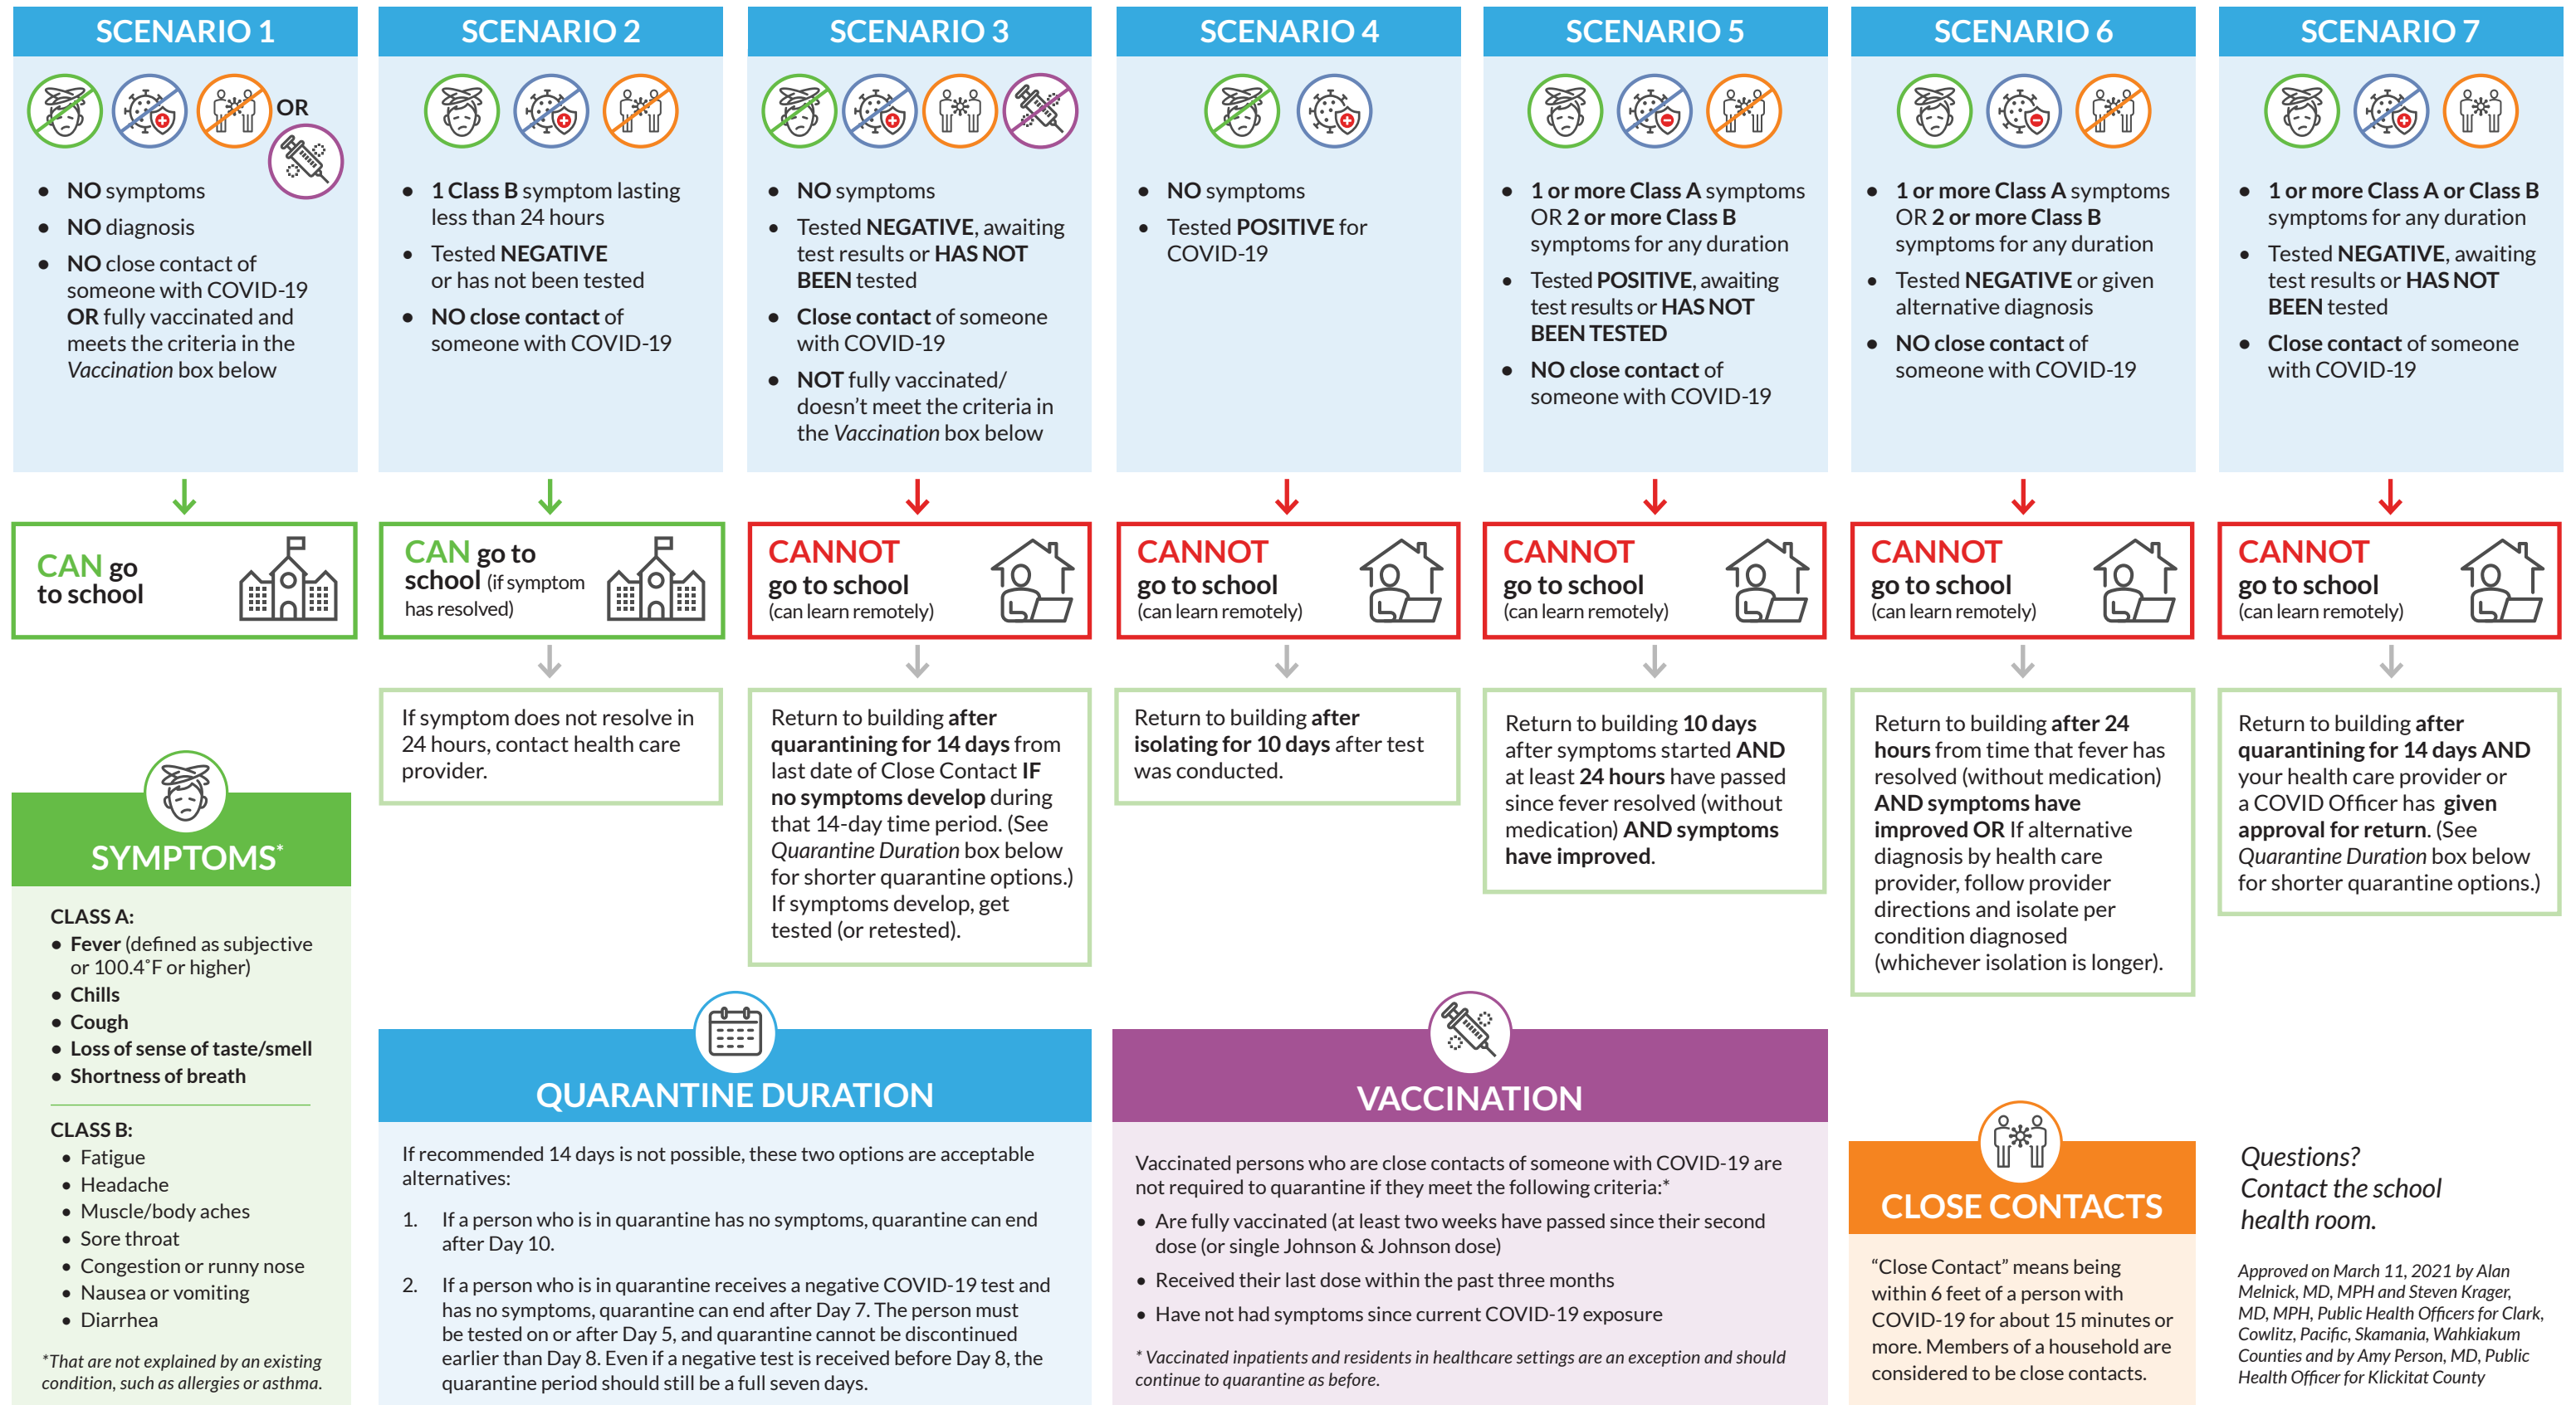 SCENARIO 1
OR
• NO symptoms
• NO diagnosis
• NO close contact of
someone with COVID-19
OR fully vaccinated and
meets the criteria in the
Vaccination box below
CAN go
to school
SCENARIO 2
• 1 Class B symptom lasting
less than 24 hours
• Tested NEGATIVE
or has not been tested
• NO close contact of
someone with COVID-19
CAN go to
school (if symptom
has resolved)
If symptom does not resolve in
24 hours, contact health care
provider.
SCENARIO 3
• NO symptoms
• Tested NEGATIVE, awaiting
test results or HAS NOT
BEEN tested
• Close contact of someone
with COVID-19
• NOT fully vaccinated/
doesn't meet the criteria in
the Vaccination box below
CANNOT
go to school
(can learn remotely)
Return to building after
quarantining for 14 days from
last date of Close Contact IF
no symptoms develop during
that 14-day time period. (See
Quarantine Duration box below
for shorter quarantine options.)
If symptoms develop, get
tested (or retested).
SCENARIO 4
• NO symptoms
• Tested POSITIVE for
COVID-19
CANNOT
go to school
(can learn remotely)
Return to building after
isolating for 10 days after test
was conducted.
SCENARIO 5
• 1 or more Class A symptoms
OR 2 or more Class B
symptoms for any duration
• Tested POSITIVE, awaiting
test results or HAS NOT
BEEN TESTED
• NO close contact of
someone with COVID-19
CANNOT
go to school
(can learn remotely)
Return to building 10 days
after symptoms started AND
at least 24 hours have passed
since fever resolved (without
medication) AND symptoms
have improved.
SCENARIO 6
• 1 or more Class A symptoms
OR 2 or more Class B
symptoms for any duration
• Tested NEGATIVE or given
alternative diagnosis
• NO close contact of
someone with COVID-19
CANNOT
go to school
(can learn remotely)
Return to building after 24
hours from time that fever has
resolved (without medication)
AND symptoms have
improved OR If alternative
diagnosis by health care
provider, follow provider
directions and isolate per
condition diagnosed
(whichever isolation is longer).
SCENARIO 7
• 1 or more Class A or Class B
symptoms for any duration
• Tested NEGATIVE, awaiting
test results or HAS NOT
BEEN tested
• Close contact of someone
with COVID-19
CANNOT
go to school
(can learn remotely)
Return to building after
quarantining for 14 days AND
your health care provider or
a COVID Officer has given
approval for return. (See
Quarantine Duration box below
for shorter quarantine options.)
SYMPTOMS*
CLASS A:
• Fever (defined as subjective
or 100.4°F or higher)
• Chills
• Cough
• Loss of sense of taste/smell
• Shortness of breath
CLASS B:
• Fatigue
• Headache
• Muscle/body aches
• Sore throat
• Congestion or runny nose
• Nausea or vomiting
• Diarrhea
*That are not explained by an existing
condition, such as allergies or asthma.
QUARANTINE DURATION
If recommended 14 days is not possible, these two options are acceptable
alternatives:
1. If a person who is in quarantine has no symptoms, quarantine can end
after Day 10.
2. If a person who is in quarantine receives a negative COVID-19 test and
has no symptoms, quarantine can end after Day 7. The person must
be tested on or after Day 5, and quarantine cannot be discontinued
earlier than Day 8. Even if a negative test is received before Day 8, the
quarantine period should still be a full seven days.
VACCINATION
Vaccinated persons who are close contacts of someone with COVID-19 are
not required to quarantine if they meet the following criteria:*
• Are fully vaccinated (at least two weeks have passed since their second
dose (or single Johnson & Johnson dose)
• Received their last dose within the past three months
• Have not had symptoms since current COVID-19 exposure
* Vaccinated inpatients and residents in healthcare settings are an exception and should
continue to quarantine as before.
CLOSE CONTACTS
“Close Contact” means being
within 6 feet of a person with
COVID-19 for about 15 minutes or
more. Members of a household are
considered to be close contacts.
Questions?
Contact the school
health room.
Approved on March 11, 2021 by Alan
Melnick, MD, MPH and Steven Krager,
MD, MPH, Public Health Officers for Clark,
Cowlitz, Pacific, Skamania, Wahkiakum
Counties and by Amy Person, MD, Public
Health Officer for Klickitat County